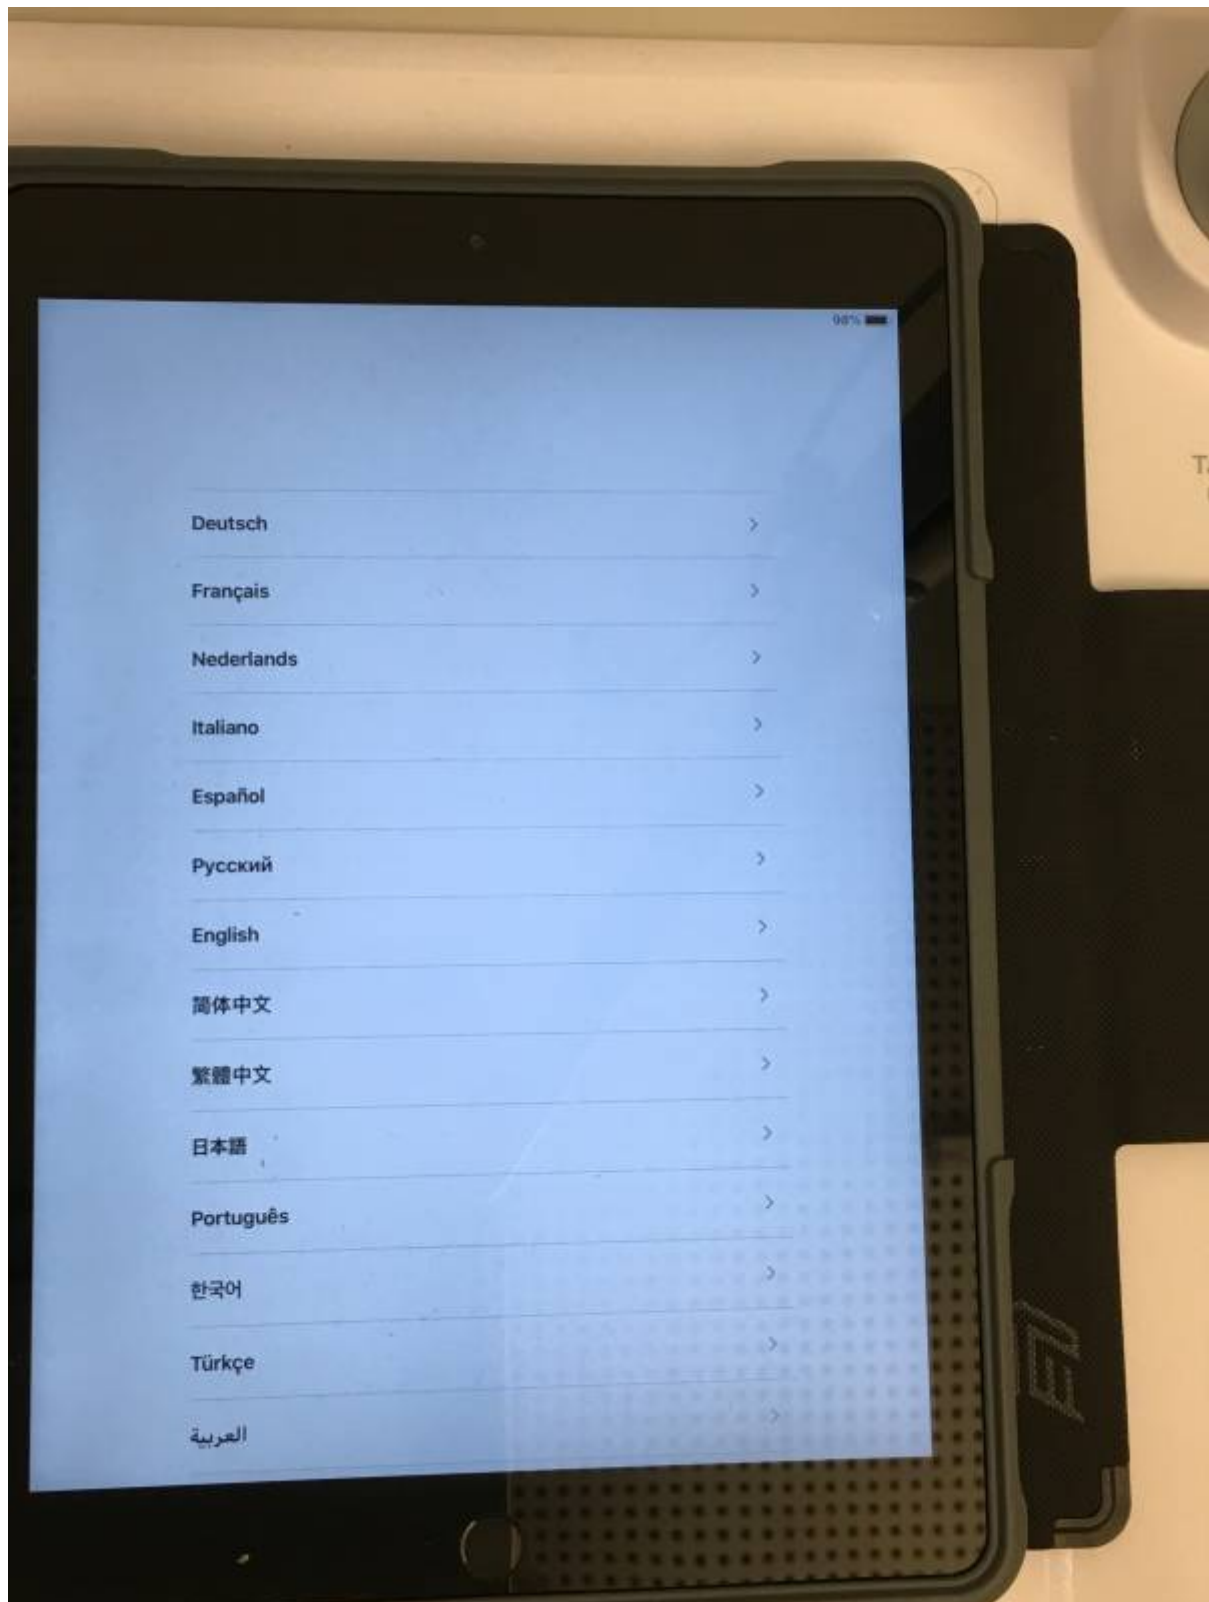 98%
Deutsch
Français
Nederlands
Italiano
Español
Русский
English
简体中文
繁體中文
日本語
Português
한국어
Türkçe
العربية